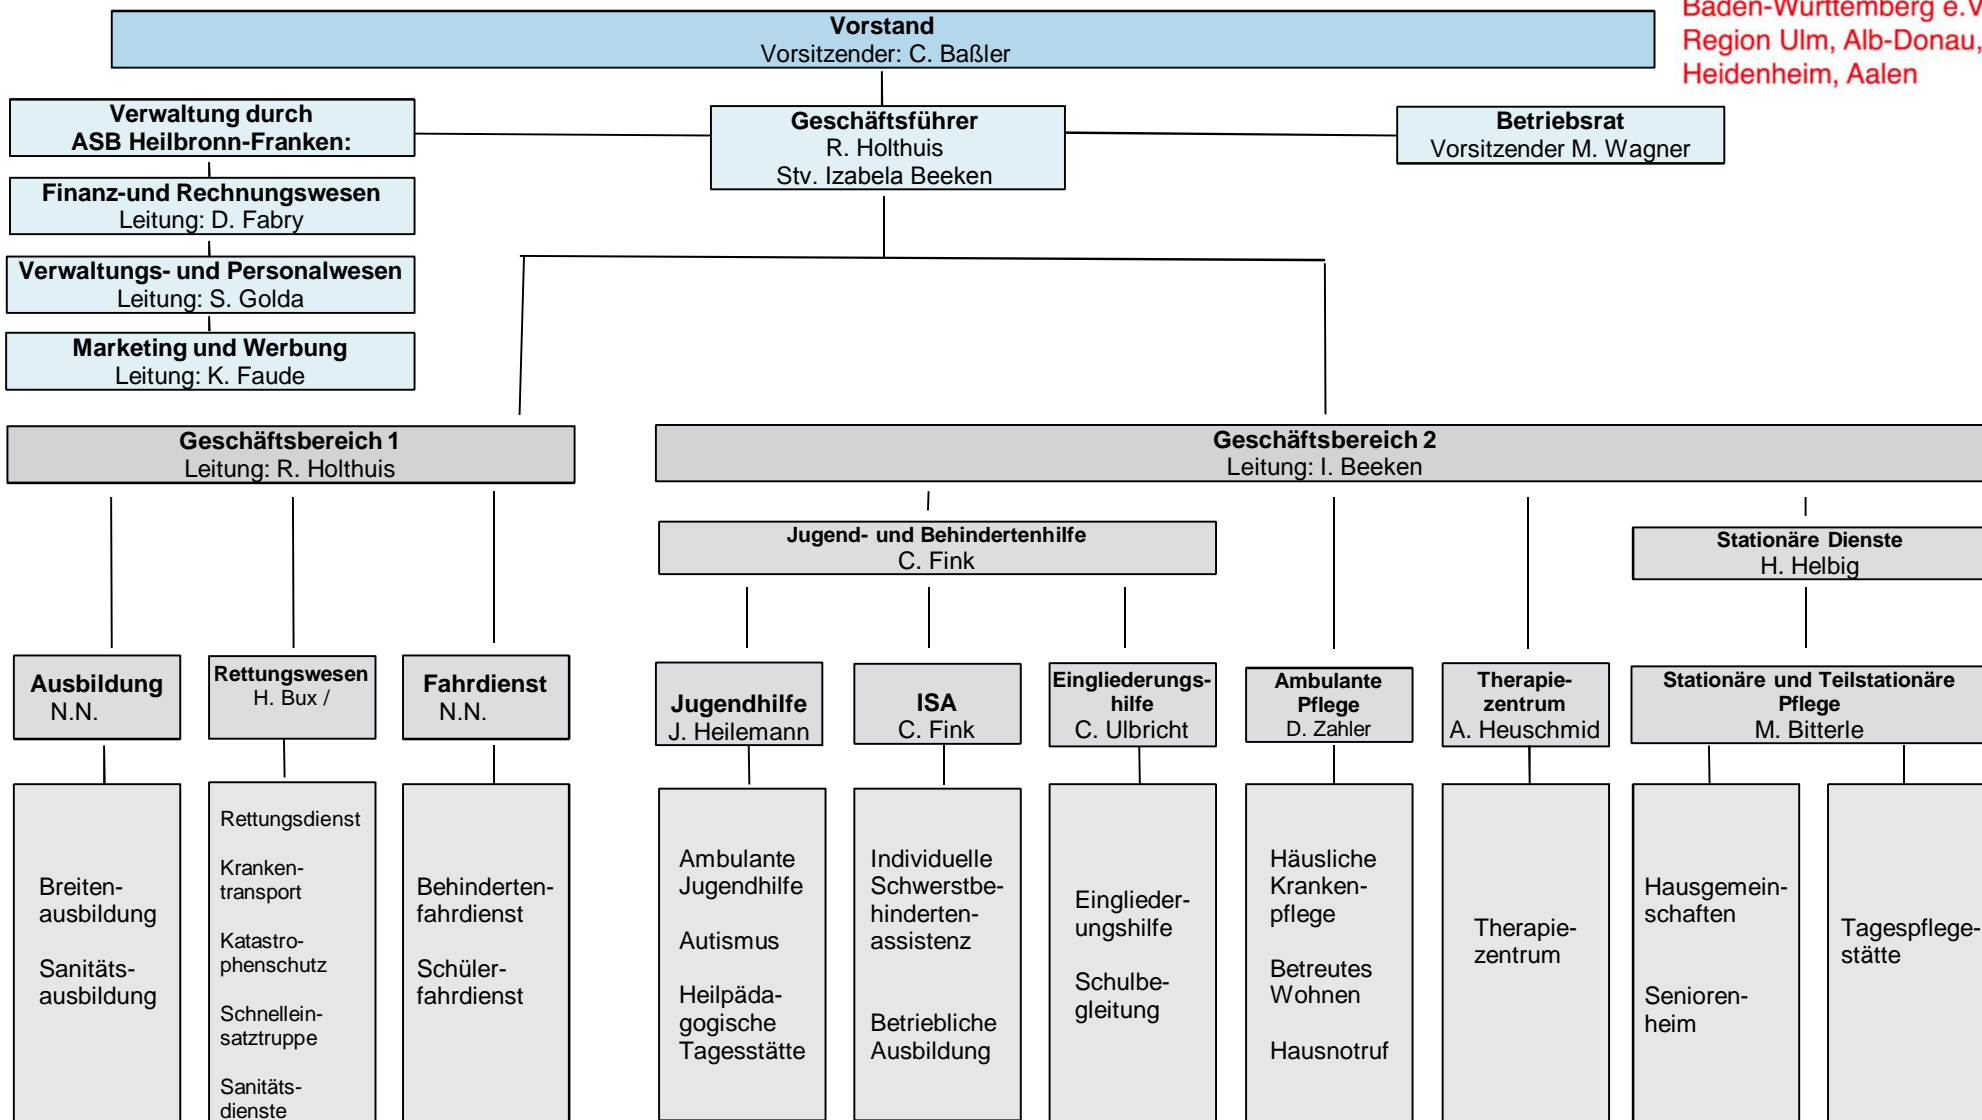 Baden-Württemberg e.V
Region Ulm, Alb-Donau,
Heidenheim, Aalen
Vorstand
Vorsitzender: C. Baßler
Verwaltung durch
ASB Heilbronn-Franken:
Geschäftsführer
R. Holthuis
Stv. Izabela Beeken
Betriebsrat
Vorsitzender M. Wagner
Finanz-und Rechnungswesen
Leitung: D. Fabry
Verwaltungs- und Personalwesen
Leitung: S. Golda
Marketing und Werbung
Leitung: K. Faude
Geschäftsbereich 1
Leitung: R. Holthuis
Geschäftsbereich 2
Leitung: I. Beeken
Jugend- und Behindertenhilfe
C. Fink
Stationäre Dienste
H. Helbig
Ausbildung
N.N.
Rettungswesen
H. Bux /
Fahrdienst
N.N.
Jugendhilfe
J. Heilemann
ISA
C. Fink
Eingliederungs-
hilfe
C. Ulbricht
Ambulante
Pflege
D. Zahler
Therapie-
zentrum
A. Heuschmid
Stationäre und Teilstationäre
Pflege
M. Bitterle
Breiten-
ausbildung
Sanitäts-
ausbildung
Rettungsdienst
Kranken-
transport
Katastro-
phenschutz
Schnellein-
satztruppe
Sanitäts-
dienste
Behinderten-
fahrdienst
Schüler-
fahrdienst
Ambulante
Jugendhilfe
Autismus
Heilpäda-
gogische
Tagesstätte
Individuelle
Schwerstbe-
hinderten-
assistenz
Betriebliche
Ausbildung
Einglieder-
ungshilfe
Schulbe-
gleitung
Häusliche
Kranken-
pflege
Betreutes
Wohnen
Hausnotruf
Therapie-
zentrum
Hausgemein-
schaften
Senioren-
heim
Tagespflege-
stätte